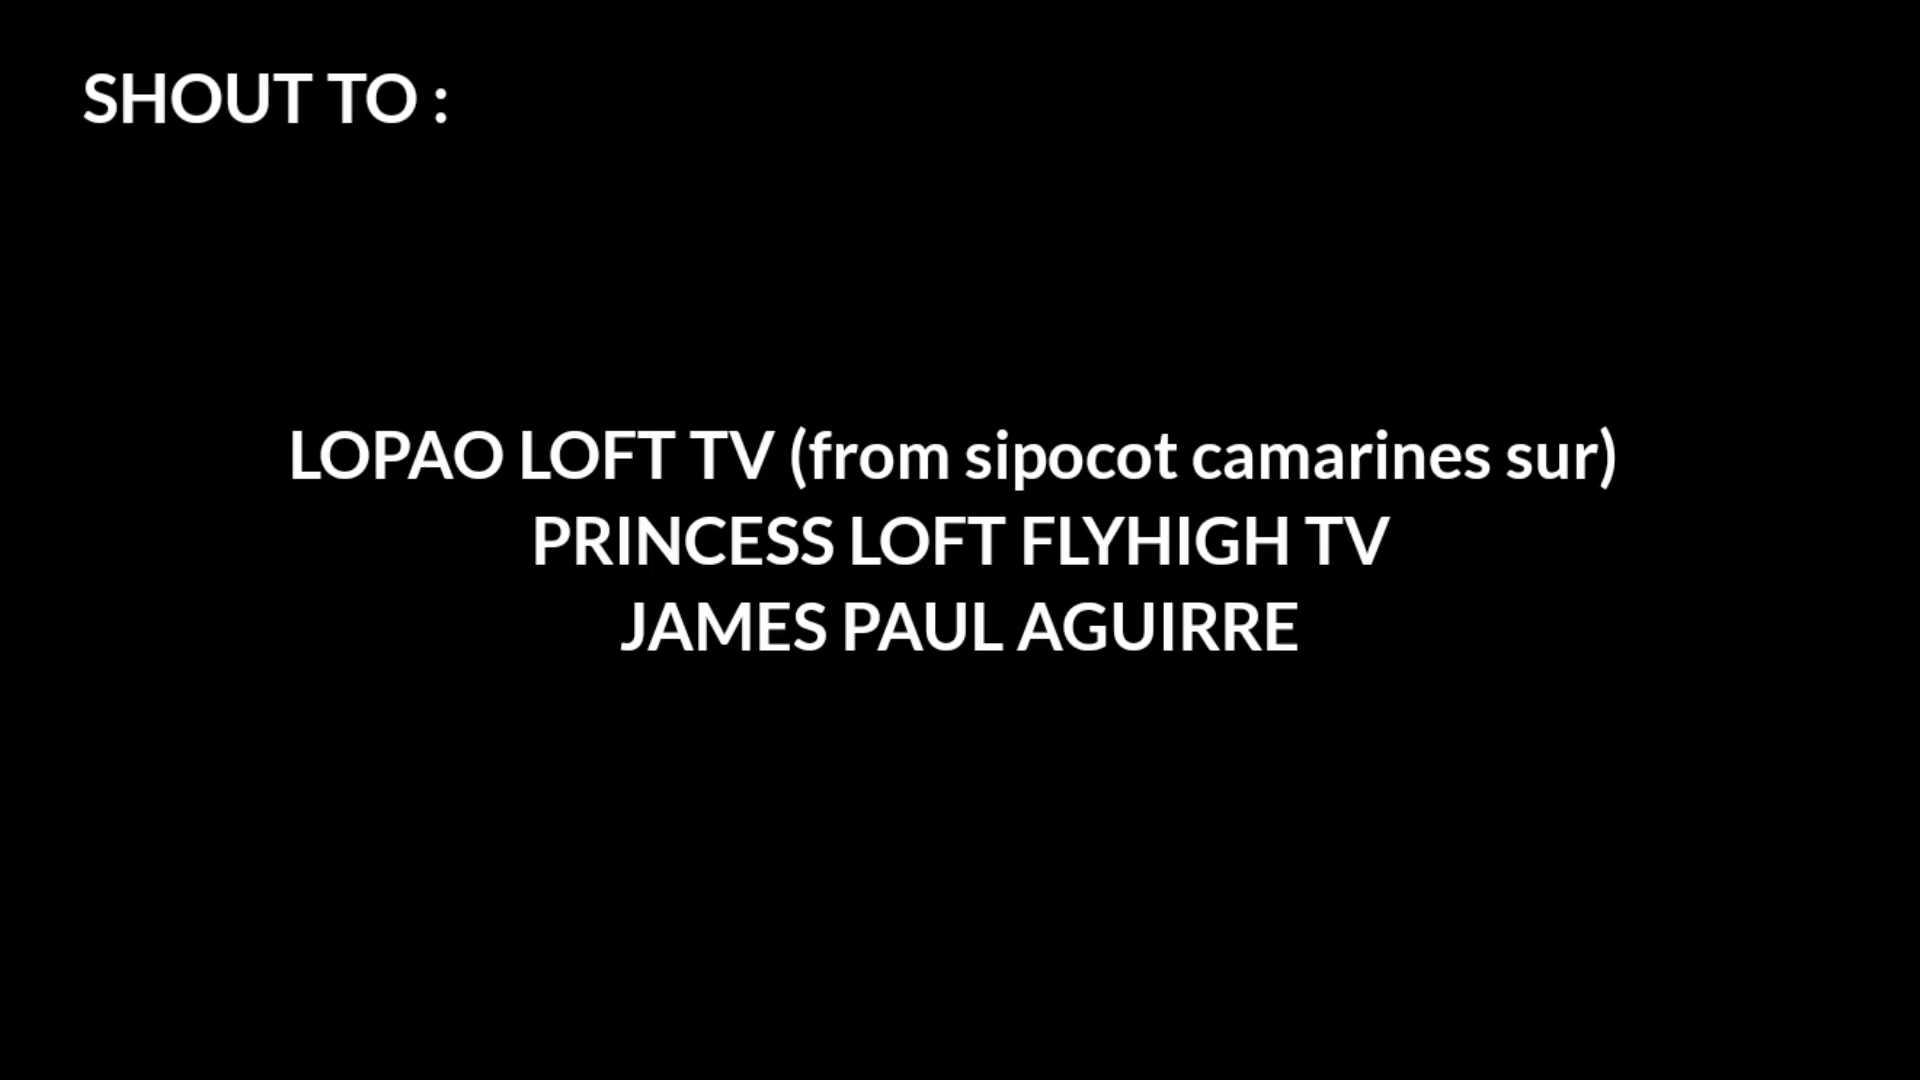 SHOUT TO :
LOPAO LOFT TV (from sipocot camarines sur)
PRINCESS LOFT FLYHIGH TV
JAMES PAUL AGUIRRE